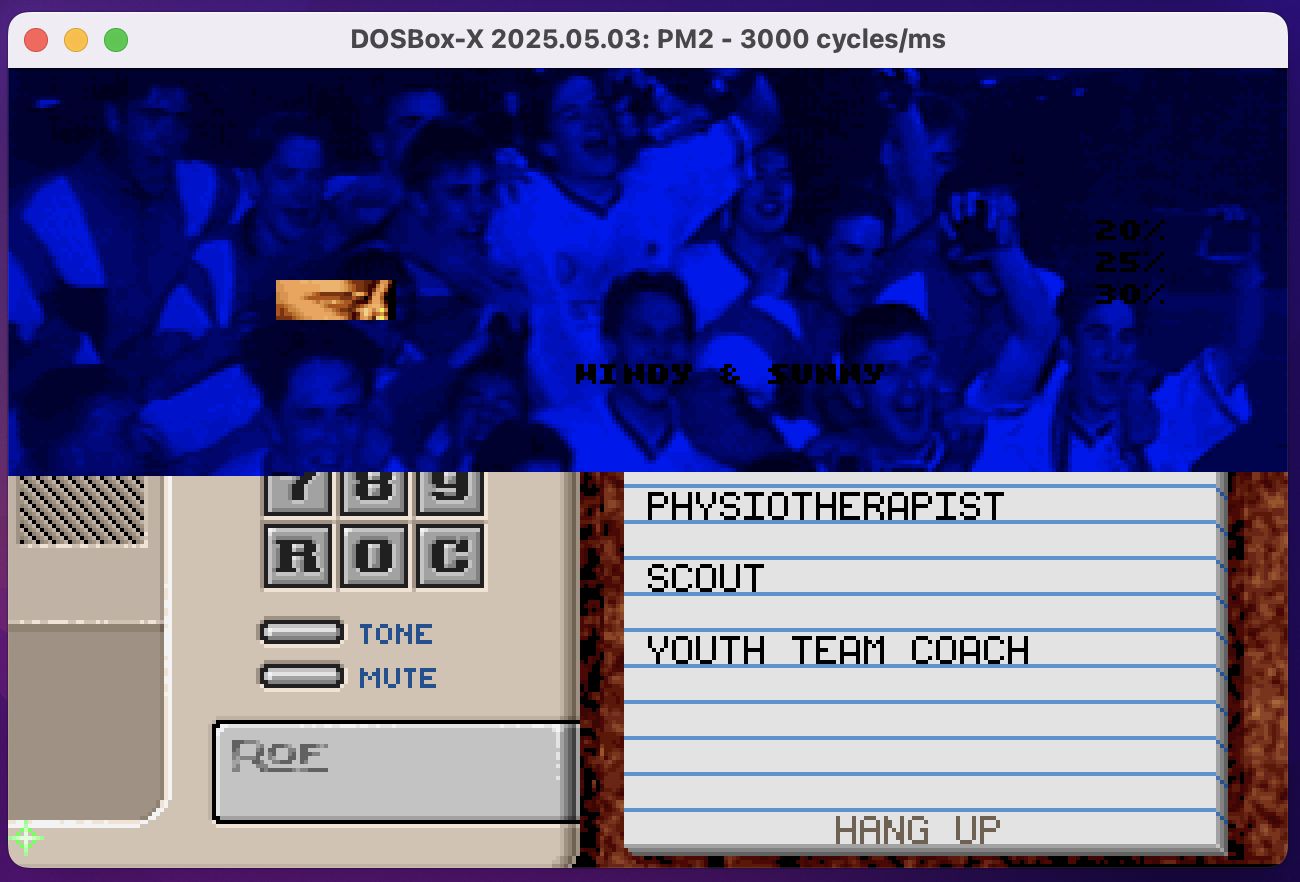 DOSBox-X 2025.05.03: PM2 - 3000 cycles/ms
20%
25%
30%
WINDY & SUNNY
7 8 9
R O C
TONE
MUTE
ROE
PHYSIOTHERAPIST
SCOUT
YOUTH TEAM COACH
HANG UP